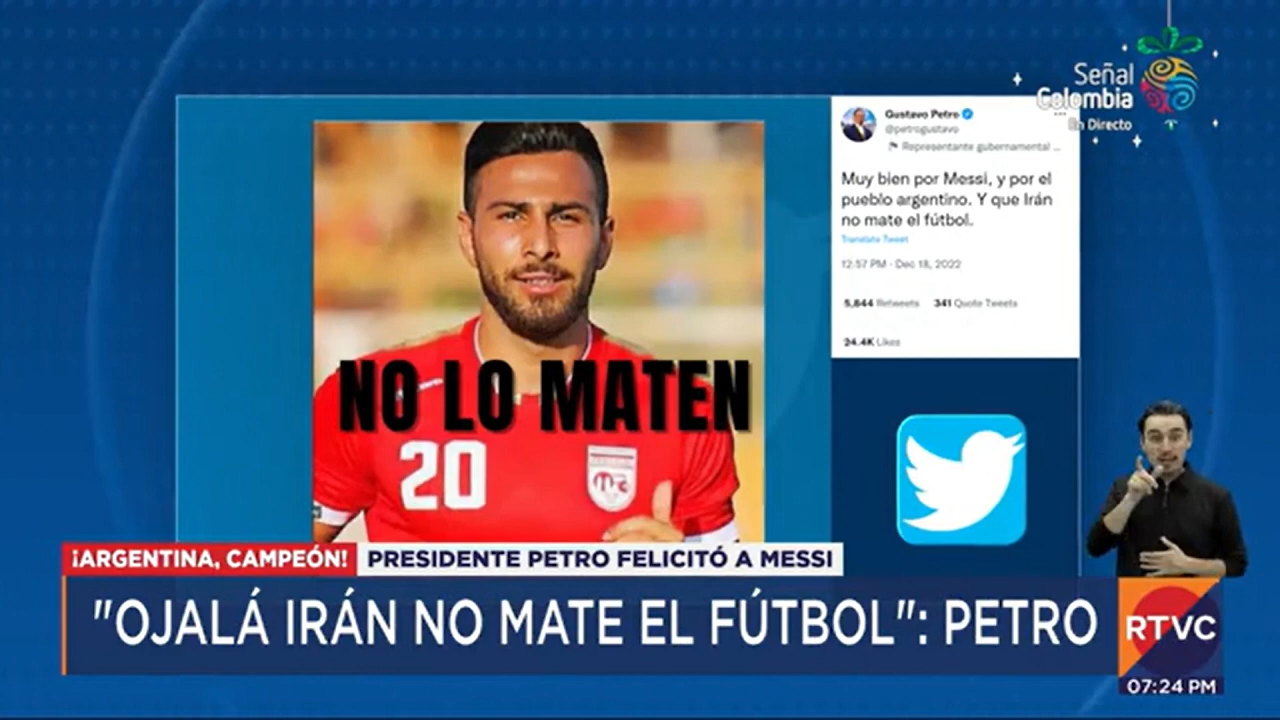 Señal
Colombia
En Directo
Gustavo Petro
@petrogustavo
Representante gubernamental ...
Muy bien por Messi, y por el
pueblo argentino. Y que Irán
no mate el fútbol.
Translate Tweet
12:57 PM · Dec 18, 2022
5,844 Retweets 341 Quote Tweets
24.4K Likes
NO LO MATEN
20
¡ARGENTINA, CAMPEÓN! PRESIDENTE PETRO FELICITÓ A MESSI
"OJALÁ IRÁN NO MATE EL FÚTBOL": PETRO
RTVC
07:24 PM